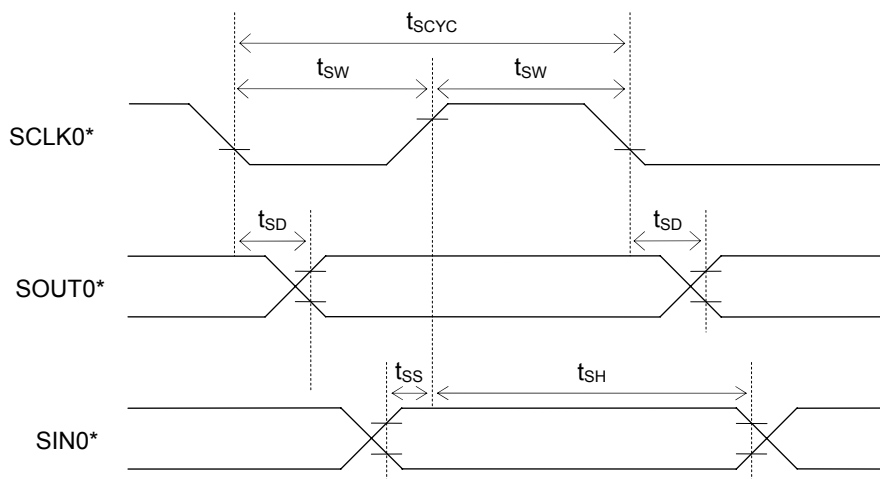 tSCYC
tSW tSW
SCLK0*
tSD tSD
SOUT0*
tSS tSH
SIN0*